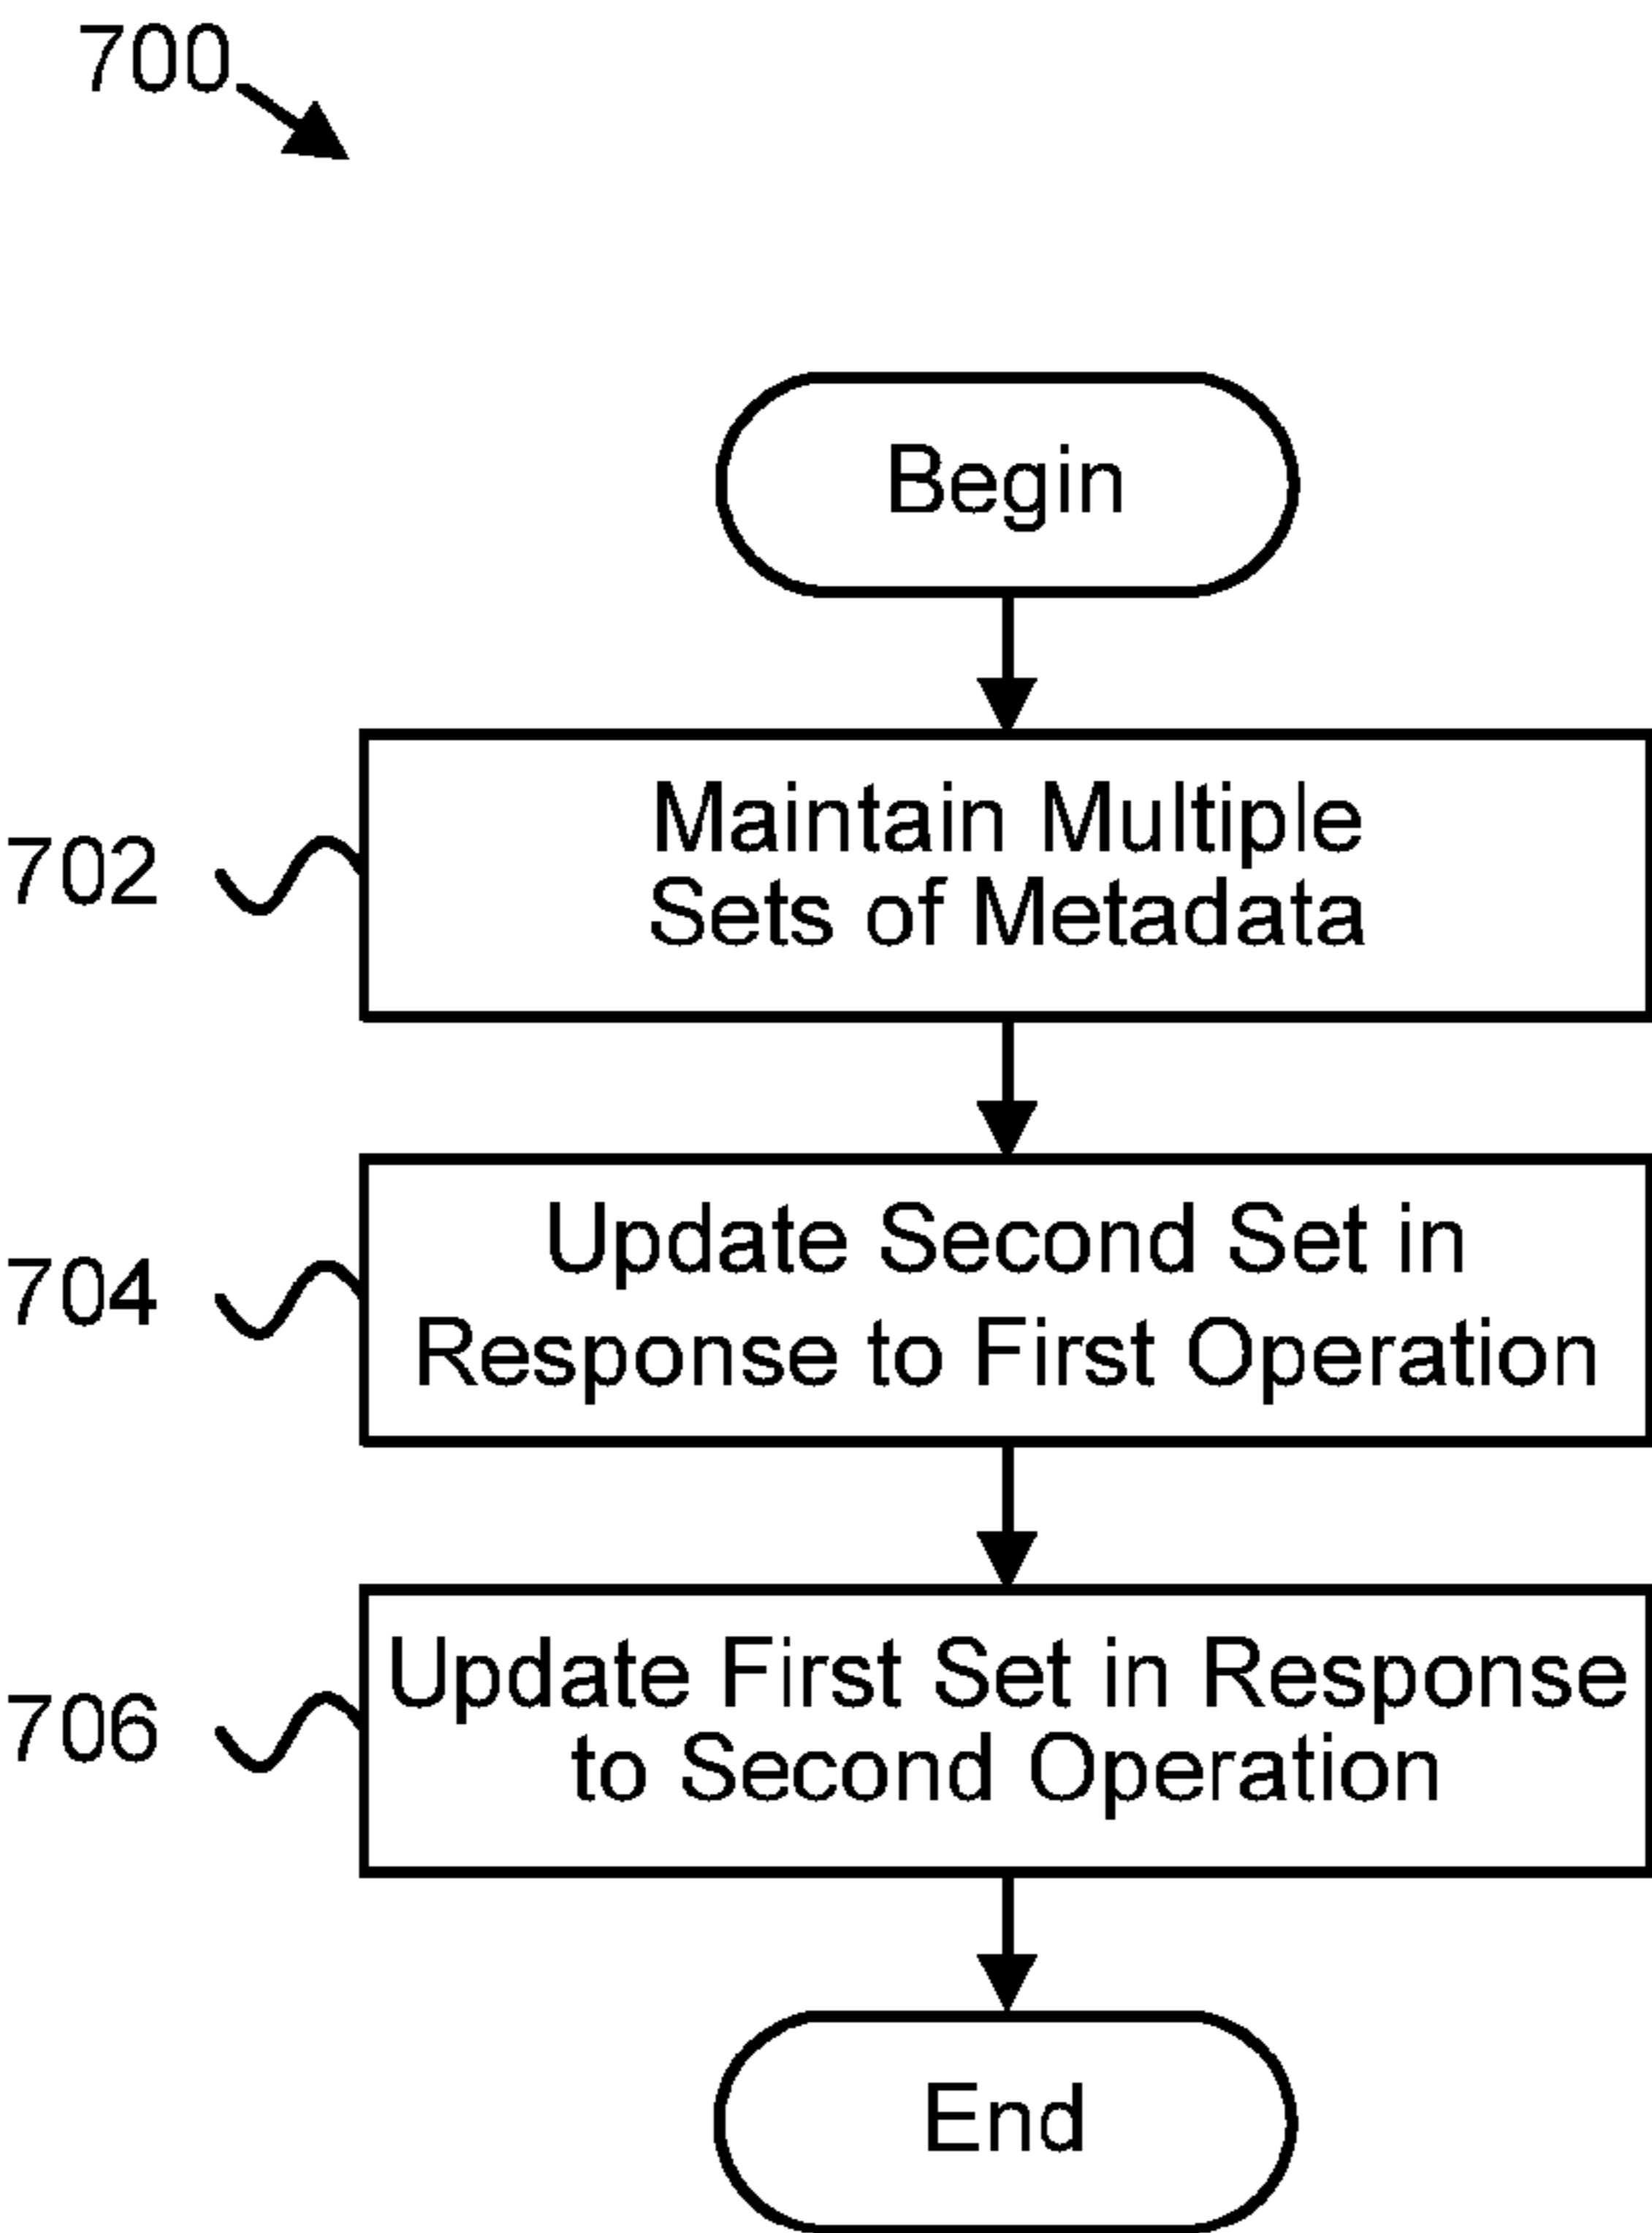 700
Begin
702
Maintain Multiple
Sets of Metadata
704
Update Second Set in
Response to First Operation
706
Update First Set in Response
to Second Operation
End